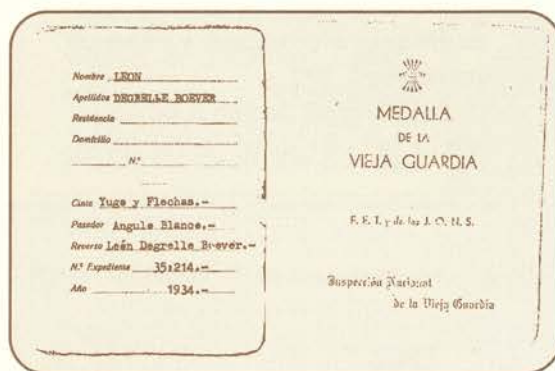 Nombre LEON
Apellidos DEGRELLE BOEVER
Residencia
Domicilio
N.º
Cinta Yugo y Flechas.-
Pasador Angulo Blanco.-
Reverso León Degrelle Boever.-
N.º Expediente 35:214.-
Año 1934.-
MEDALLA
DE LA
VIEJA GUARDIA
F. E. T. y de las J. O. N. S.
Inspección Nacional
de la Vieja Guardia